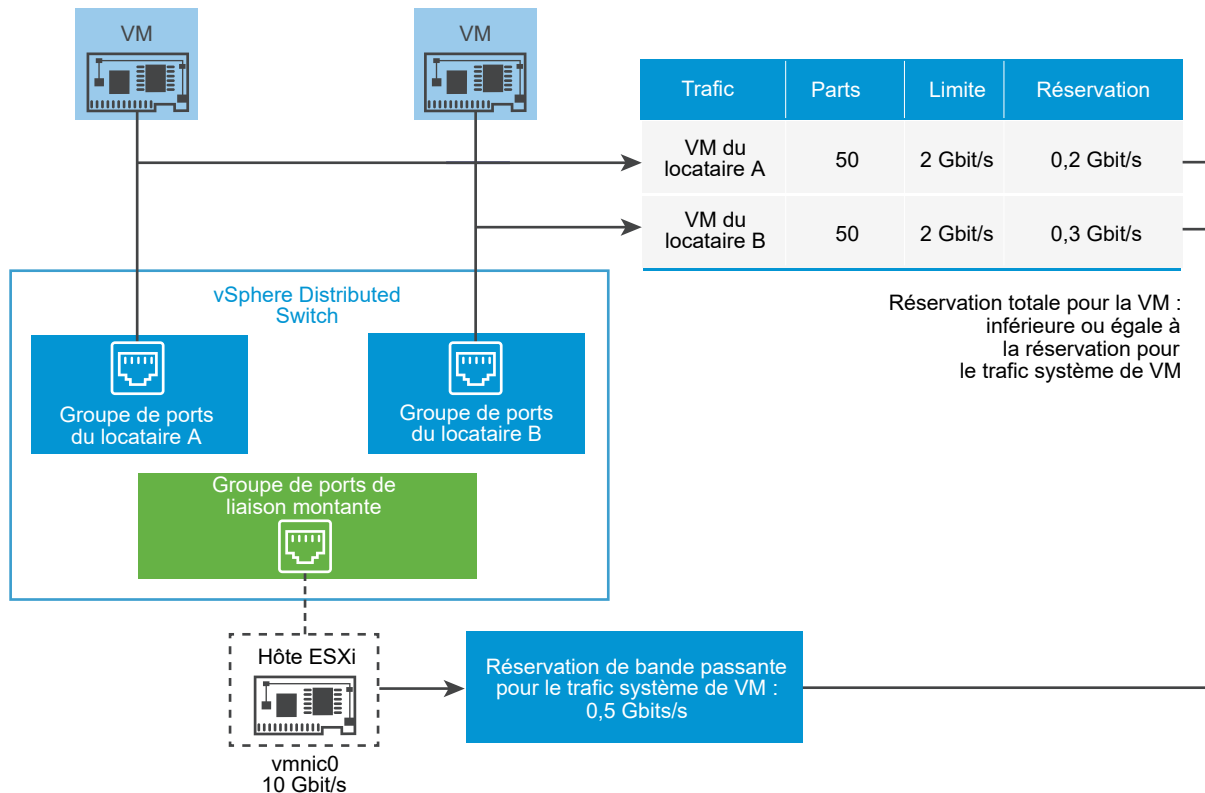 VM
VM
Trafic Parts Limite Réservation
VM du
locataire A
50 2 Gbit/s 0,2 Gbit/s
VM du
locataire B
50 2 Gbit/s 0,3 Gbit/s
Réservation totale pour la VM :
inférieure ou égale à
la réservation pour
le trafic système de VM
vSphere Distributed
Switch
Groupe de ports
du locataire A
Groupe de ports
du locataire B
Groupe de ports de
liaison montante
Hôte ESXi
vmnic0
10 Gbit/s
Réservation de bande passante
pour le trafic système de VM :
0,5 Gbits/s